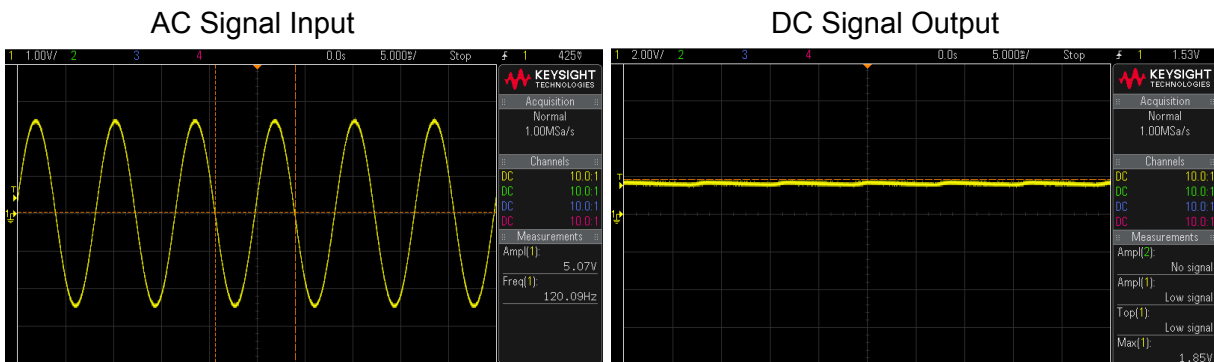 AC Signal Input
DC Signal Output
1 1.00V/ 2 3 4 0.0s 5.000s/ Stop 1 425V
KEYSIGHT
TECHNOLOGIES
Acquisition
Normal
1.00MSa/s
Channels
DC 10.0:1
DC 10.0:1
DC 10.0:1
DC 10.0:1
Measurements
Ampl(1):
5.07V
Freq(1):
120.09Hz
T
1
1 2.00V/ 2 3 4 0.0s 5.000s/ Stop 1 1.53V
KEYSIGHT
TECHNOLOGIES
Acquisition
Normal
1.00MSa/s
Channels
DC 10.0:1
DC 10.0:1
DC 10.0:1
DC 10.0:1
Measurements
Ampl(2):
No signal
Ampl(1):
Low signal
Top(1):
Low signal
Max(1):
1.85V
T
1